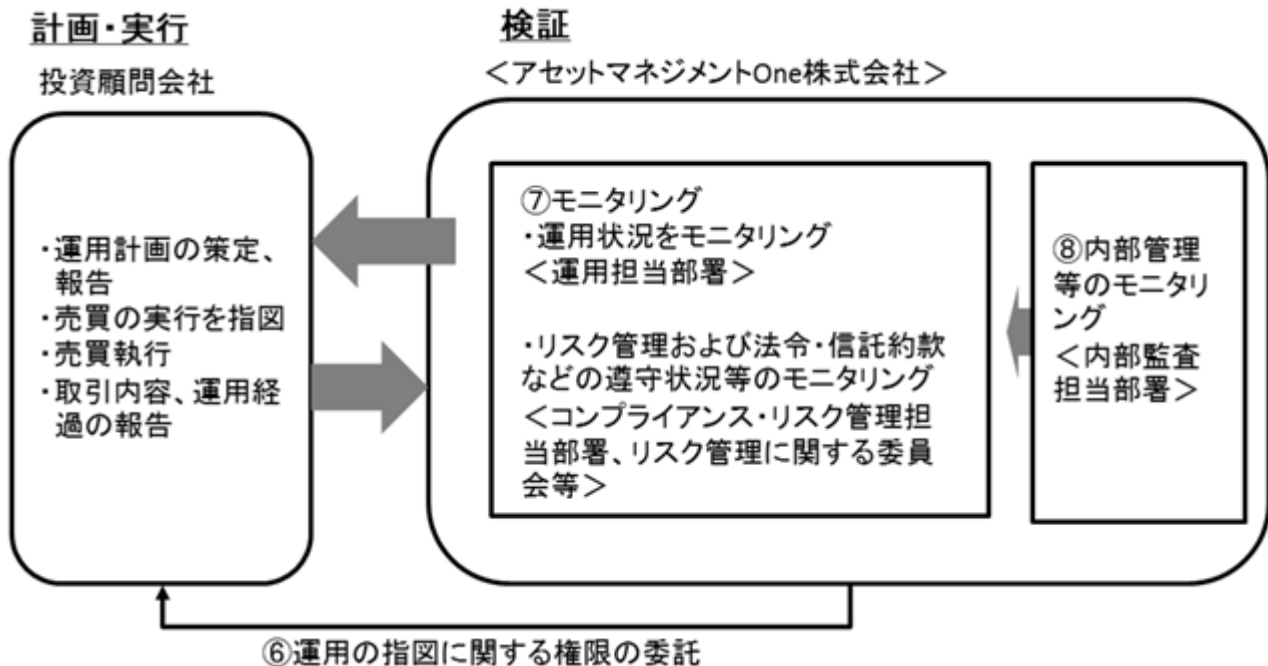 計画・実行
投資顧問会社
・運用計画の策定、
報告
・売買の実行を指図
・売買執行
・取引内容、運用経
過の報告
検証
＜アセットマネジメントOne株式会社＞
⑦モニタリング
・運用状況をモニタリング
＜運用担当部署＞
・リスク管理および法令・信託約款
などの遵守状況等のモニタリング
＜コンプライアンス・リスク管理担
当部署、リスク管理に関する委員
会等＞
⑧内部管理
等のモニタリ
ング
＜内部監査
担当部署＞
⑥運用の指図に関する権限の委託